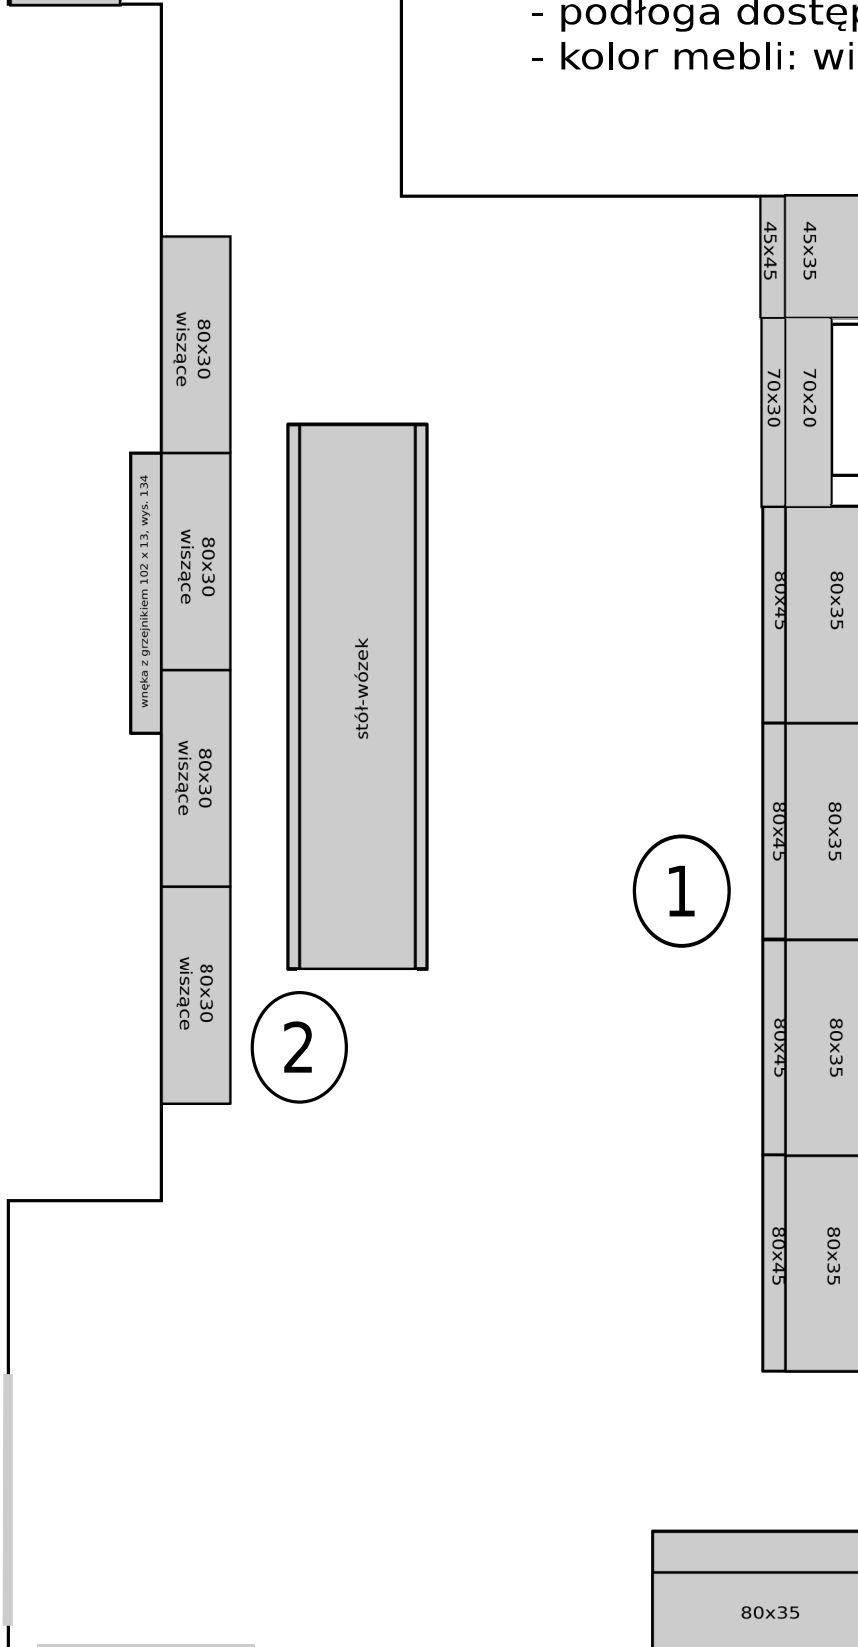 - podłoga dostęp
- kolor mebli: wi
45x45
45x35
80x30
wiszące
70x30
70x20
wnęka z grzejnikiem 102 x 13, wys. 134
80x30
wiszące
80x45
80x35
stół-wózek
80x30
wiszące
80x45
80x35
1
80x30
wiszące
2
80x45
80x35
80x45
80x35
80x35